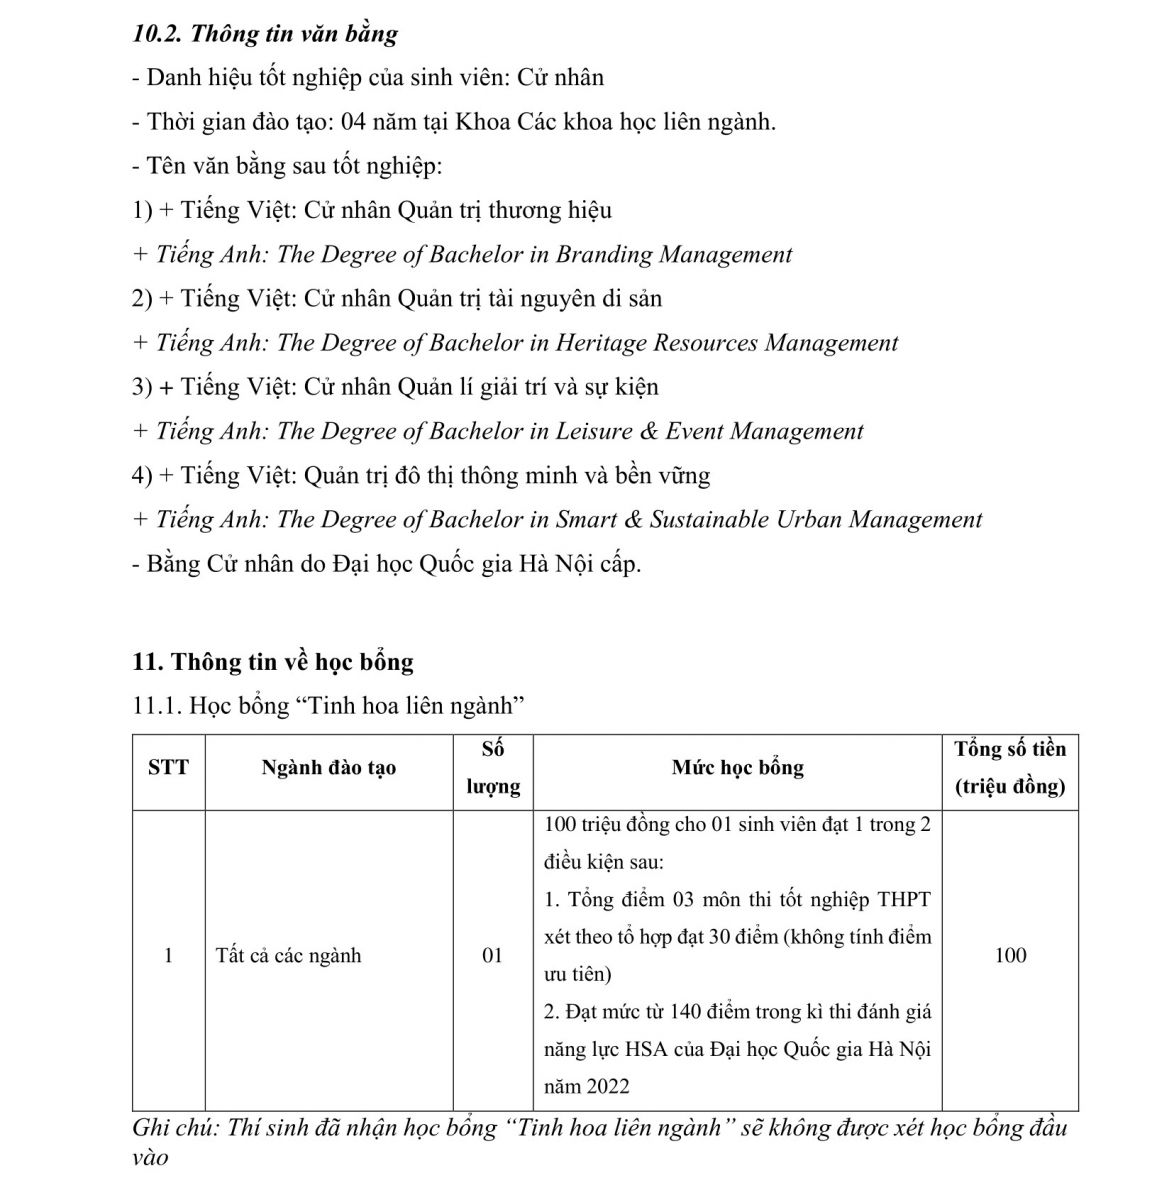 10.2. Thông tin văn bằng
- Danh hiệu tốt nghiệp của sinh viên: Cử nhân
- Thời gian đào tạo: 04 năm tại Khoa Các khoa học liên ngành.
- Tên văn bằng sau tốt nghiệp:
1) + Tiếng Việt: Cử nhân Quản trị thương hiệu
+ Tiếng Anh: The Degree of Bachelor in Branding Management
2) + Tiếng Việt: Cử nhân Quản trị tài nguyên di sản
+ Tiếng Anh: The Degree of Bachelor in Heritage Resources Management
3) + Tiếng Việt: Cử nhân Quản lí giải trí và sự kiện
+ Tiếng Anh: The Degree of Bachelor in Leisure & Event Management
4) + Tiếng Việt: Quản trị đô thị thông minh và bền vững
+ Tiếng Anh: The Degree of Bachelor in Smart & Sustainable Urban Management
- Bằng Cử nhân do Đại học Quốc gia Hà Nội cấp.
11. Thông tin về học bổng
11.1. Học bổng “Tinh hoa liên ngành”
STT
Ngành đào tạo
Số
lượng
Mức học bổng
Tổng số tiền
(triệu đồng)
1
Tất cả các ngành
01
100 triệu đồng cho 01 sinh viên đạt 1 trong 2
điều kiện sau:
1. Tổng điểm 03 môn thi tốt nghiệp THPT
xét theo tổ hợp đạt 30 điểm (không tính điểm
ưu tiên)
2. Đạt mức từ 140 điểm trong kì thi đánh giá
năng lực HSA của Đại học Quốc gia Hà Nội
năm 2022
100
Ghi chú: Thí sinh đã nhận học bổng “Tinh hoa liên ngành” sẽ không được xét học bổng đầu
vào